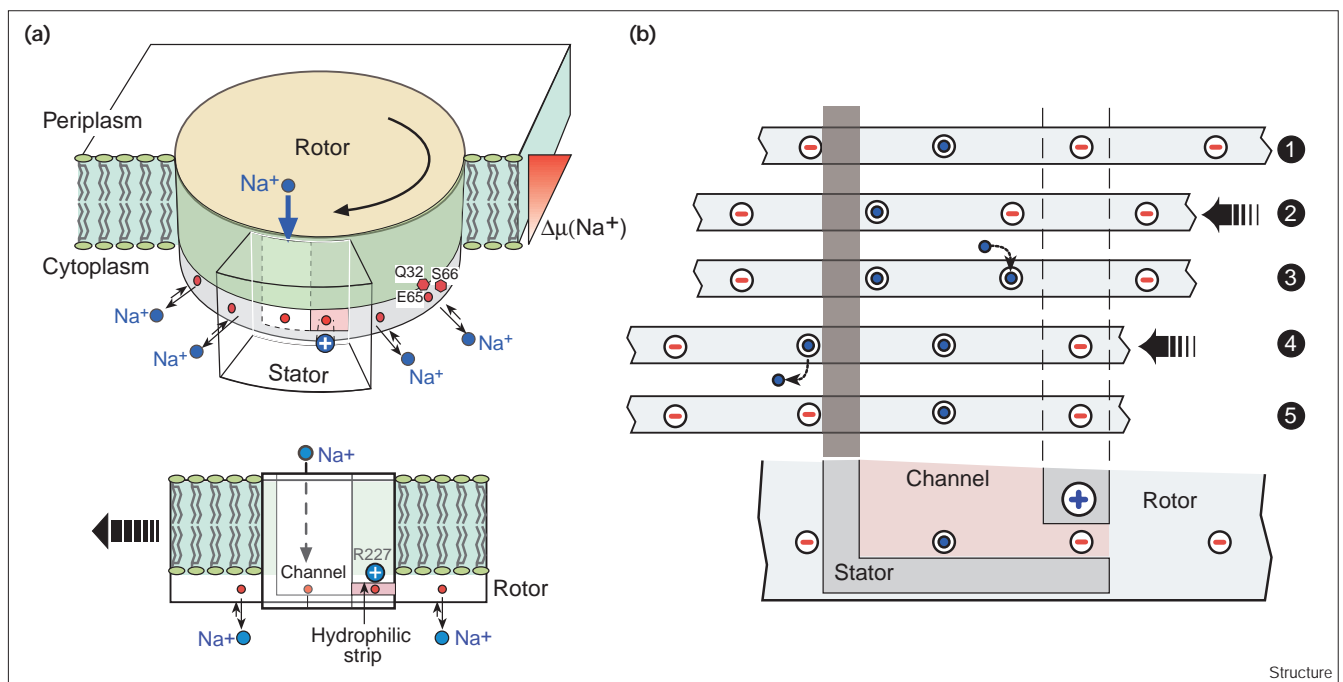 (a)
Periplasm
Rotor
Na+
Δμ(Na+)
Cytoplasm
Q32
S66
E65
Na+
Na+
Na+
Na+
+
Stator
Na+
R227
+
Channel
Rotor
Na+
Na+
Hydrophilic
strip
(b)
1
2
3
4
5
Channel
+
Rotor
Stator
Structure